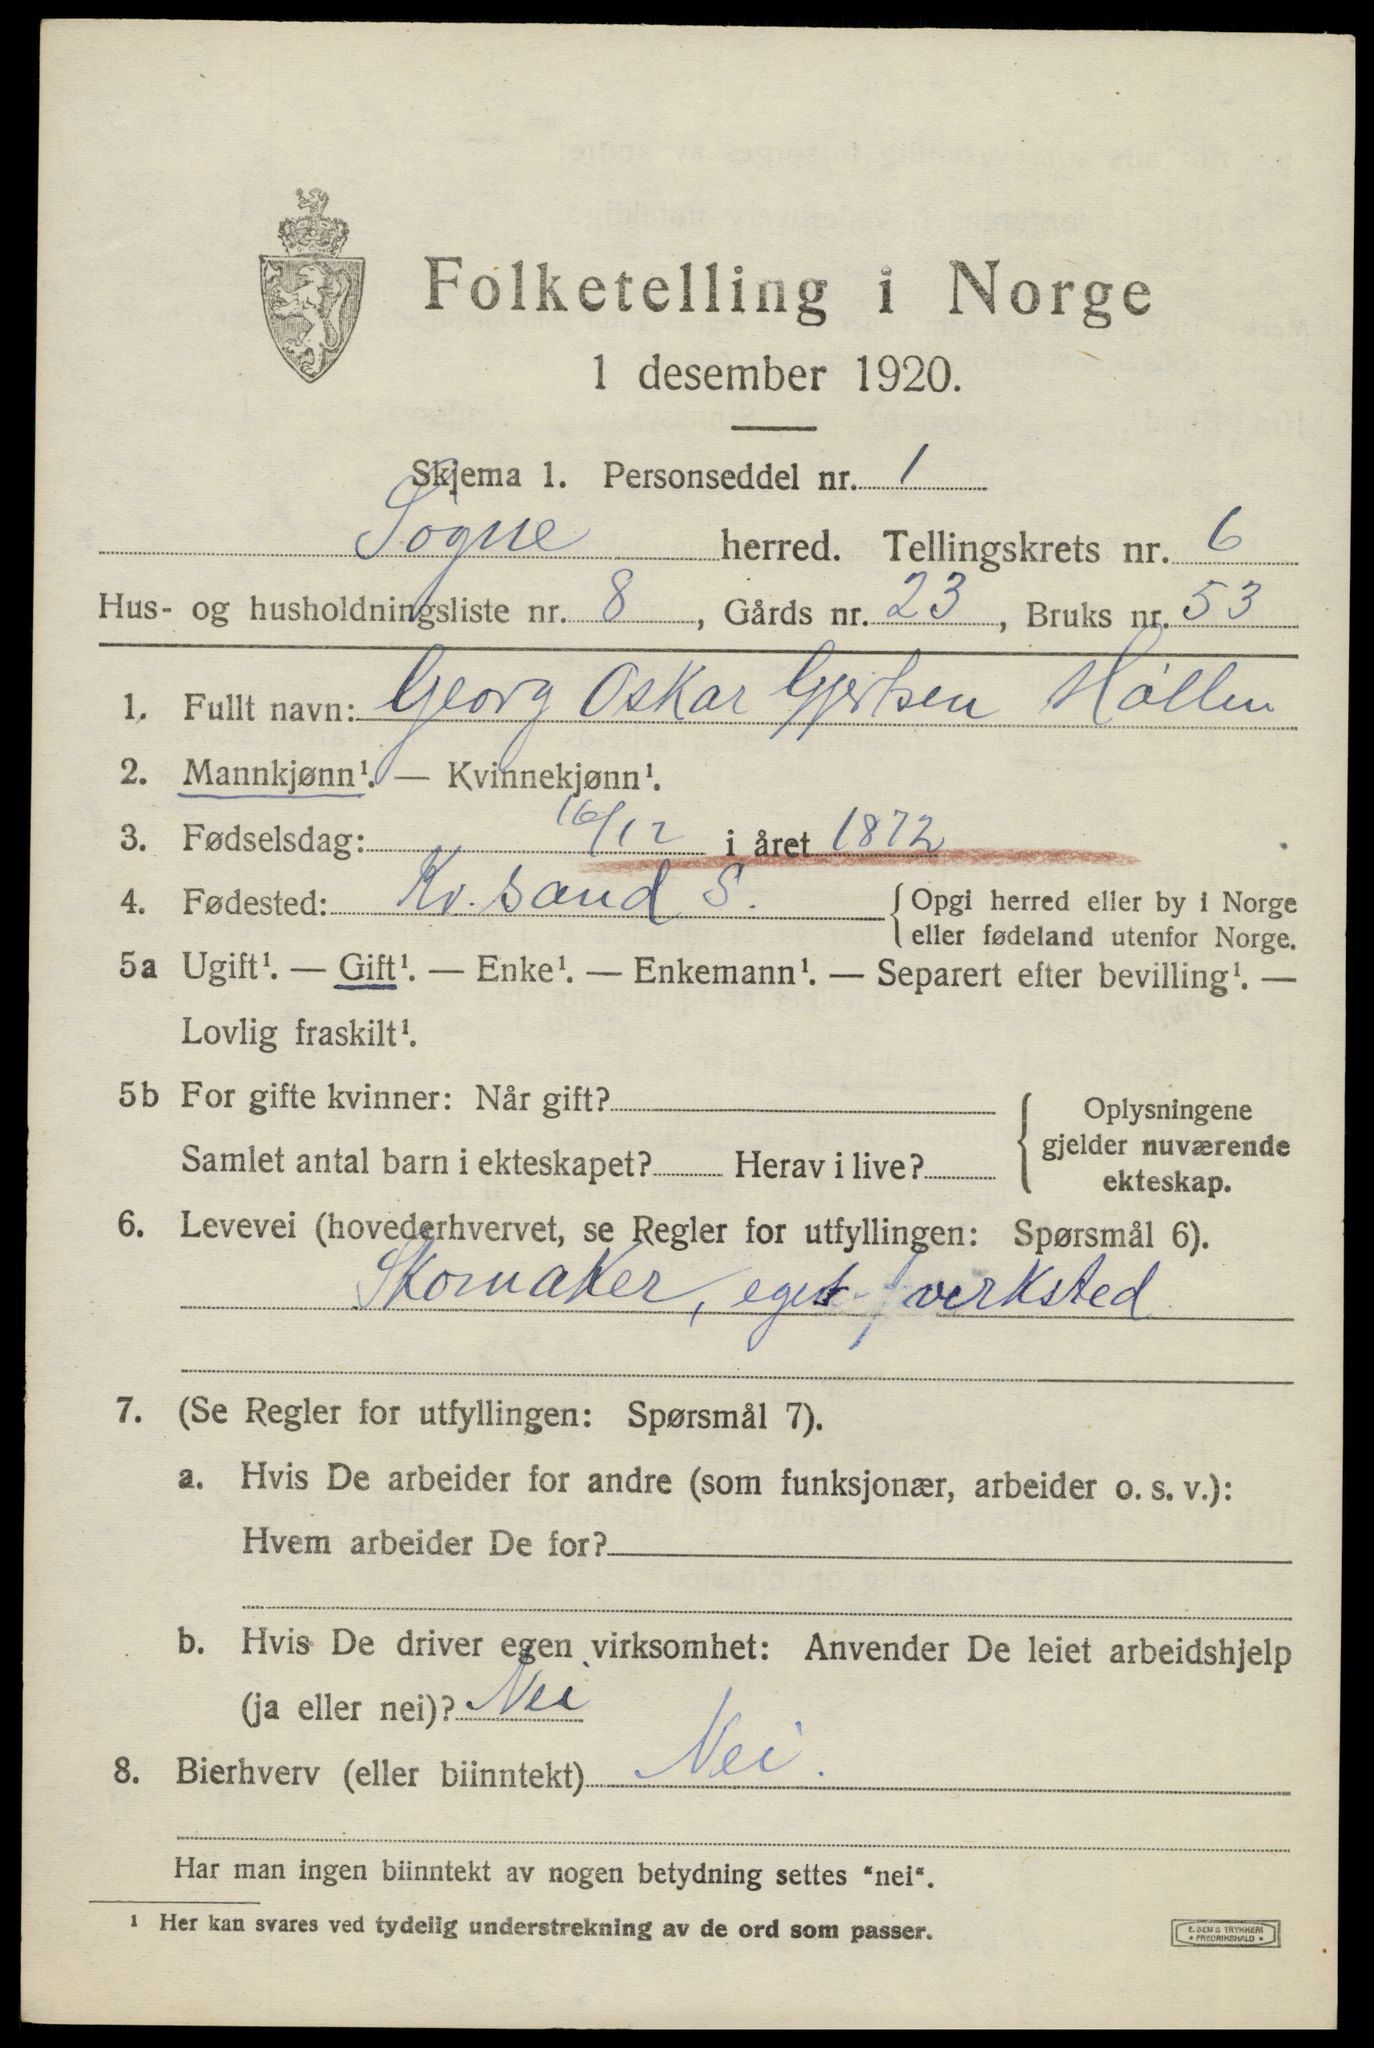 Folketelling i Norge
1 desember 1920.
Skjema 1. Personseddel nr. 1
Søgne herred. Tellingskrets nr. 6
Hus- og husholdningsliste nr. 8, Gårds nr. 23, Bruks nr. 53
1. Fullt navn: Georg Oskar Gjertsen Höllen
2. Mannkjønn¹. — Kvinnekjønn¹.
3. Fødselsdag: 16/12 i året 1872
4. Fødested: Kr.sand S. { Opgi herred eller by i Norge
eller fødeland utenfor Norge.
5a Ugift¹. — Gift¹. — Enke¹. — Enkemann¹. — Separert efter bevilling¹. —
Lovlig fraskilt¹.
5b For gifte kvinner: Når gift?
Samlet antal barn i ekteskapet? Herav i live?
{ Oplysningene
gjelder nuværende
ekteskap.
6. Levevei (hovederhvervet, se Regler for utfyllingen: Spørsmål 6).
Skomaker, eget verksted
7. (Se Regler for utfyllingen: Spørsmål 7).
a. Hvis De arbeider for andre (som funksjonær, arbeider o. s. v.):
Hvem arbeider De for?
b. Hvis De driver egen virksomhet: Anvender De leiet arbeidshjelp
(ja eller nei)? Nei
8. Bierhverv (eller biinntekt) Nei.
Har man ingen biinntekt av nogen betydning settes “nei“.
¹ Her kan svares ved tydelig understrekning av de ord som passer.
E. SEM'S TRYKKERI
• FREDRIKSHALD •